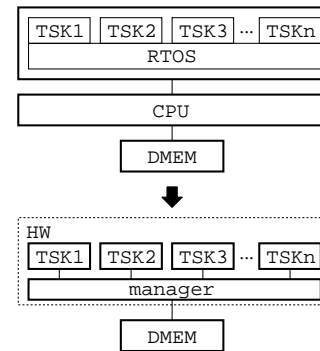 TSK1 TSK2 TSK3 ... TSKn
RTOS
CPU
DMEM
HW
TSK1 TSK2 TSK3 ... TSKn
manager
DMEM